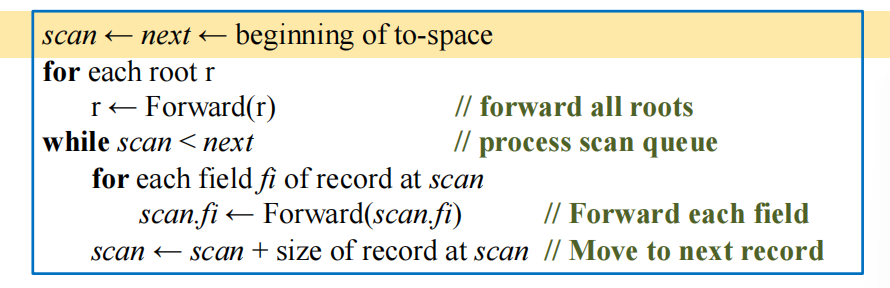 scan ← next ← beginning of to-space
for each root r
r ← Forward(r) // forward all roots
while scan < next // process scan queue
for each field fi of record at scan
scan.fi ← Forward(scan.fi) // Forward each field
scan ← scan + size of record at scan // Move to next record